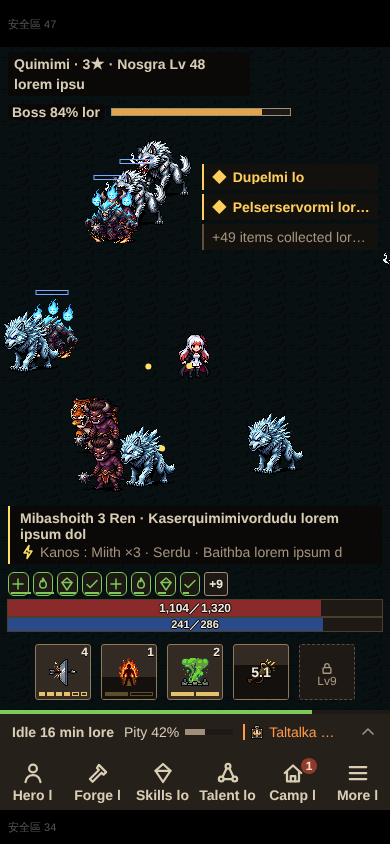 安全區 47
Quimimi · 3★ · Nosgra Lv 48
lorem ipsu
Boss 84% lor
Dupelmi lo
Pelserservormi lor…
+49 items collected lor…
Mibashoith 3 Ren · Kaserquimimivordudu lorem
ipsum dol
Kanos : Miith ×3 · Serdu · Baithba lorem ipsum d
+9
1,104／1,320
241／286
4
1
2
5.1
Lv9
Idle 16 min lore
Pity 42%
Taltalka …
1
Hero l
Forge l
Skills lo
Talent lo
Camp l
More l
安全區 34